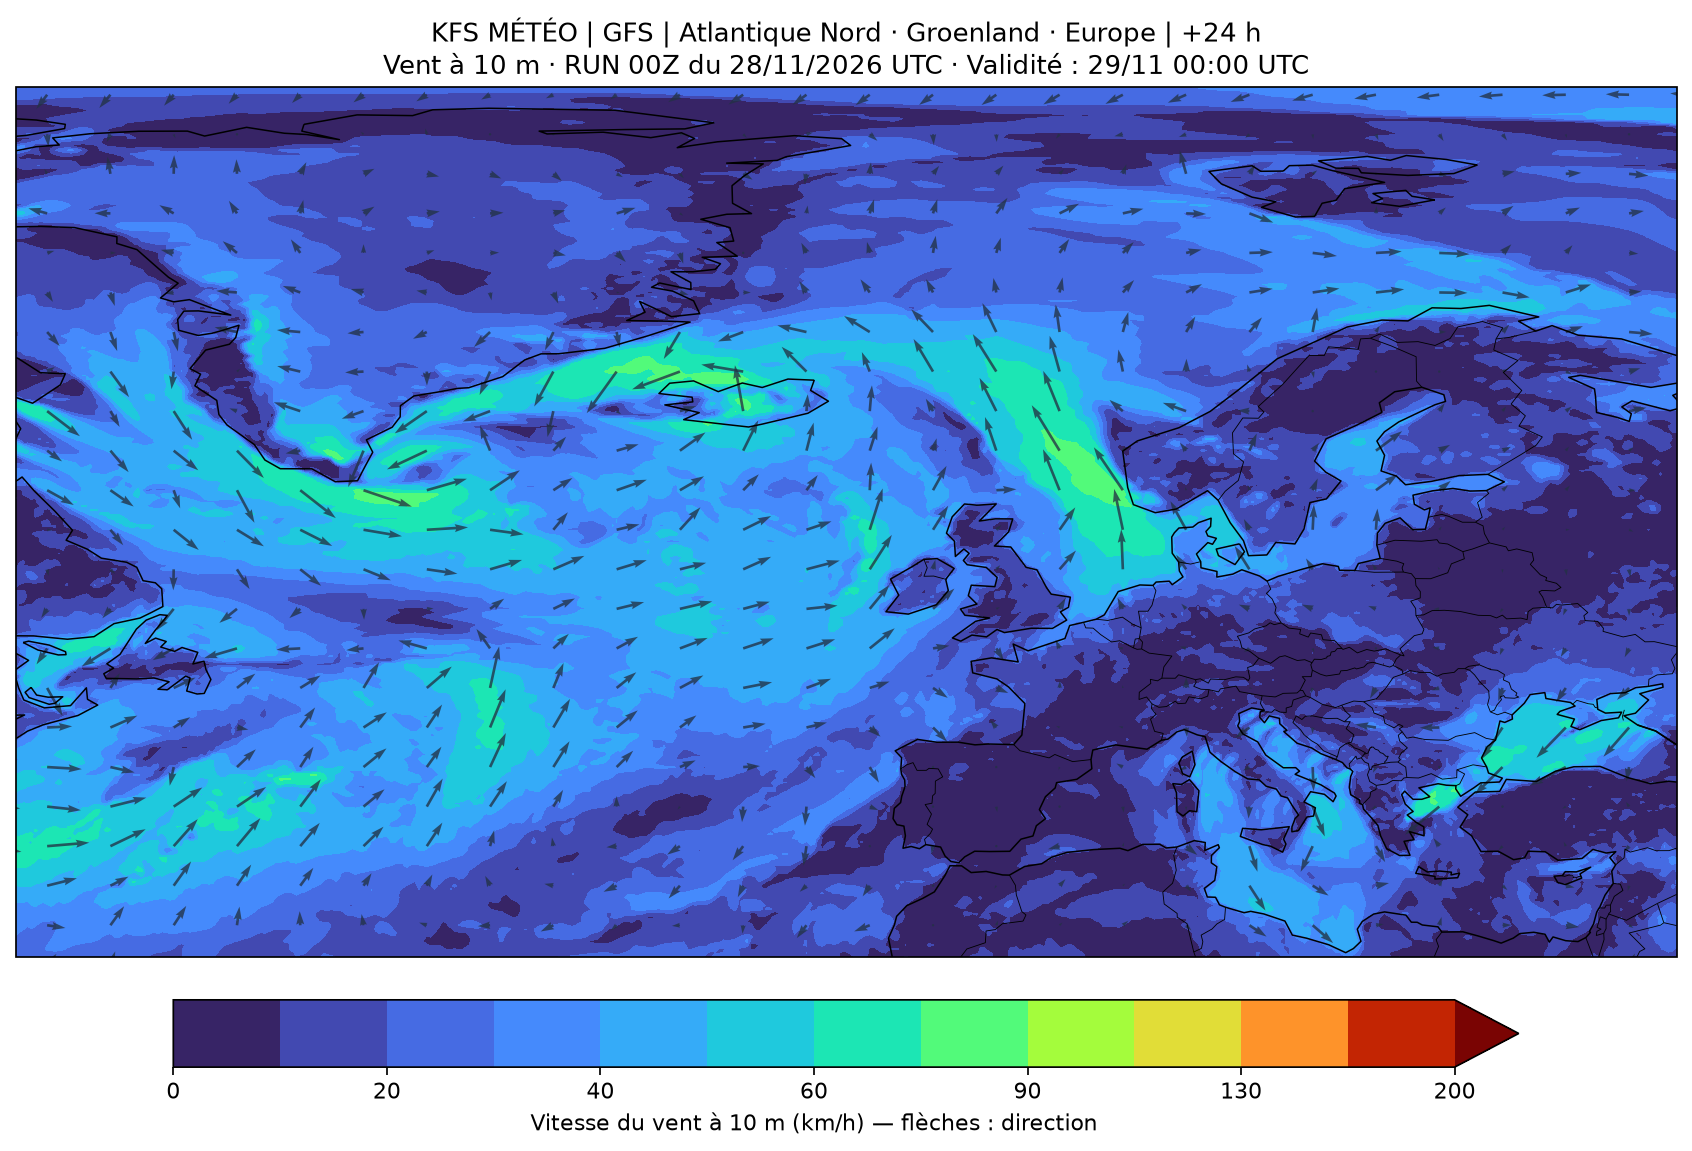 KFS MÉTÉO | GFS | Atlantique Nord · Groenland · Europe | +24 h
Vent à 10 m · RUN 00Z du 28/11/2026 UTC · Validité : 29/11 00:00 UTC
0 20 40 60 90 130 200
Vitesse du vent à 10 m (km/h) — flèches : direction